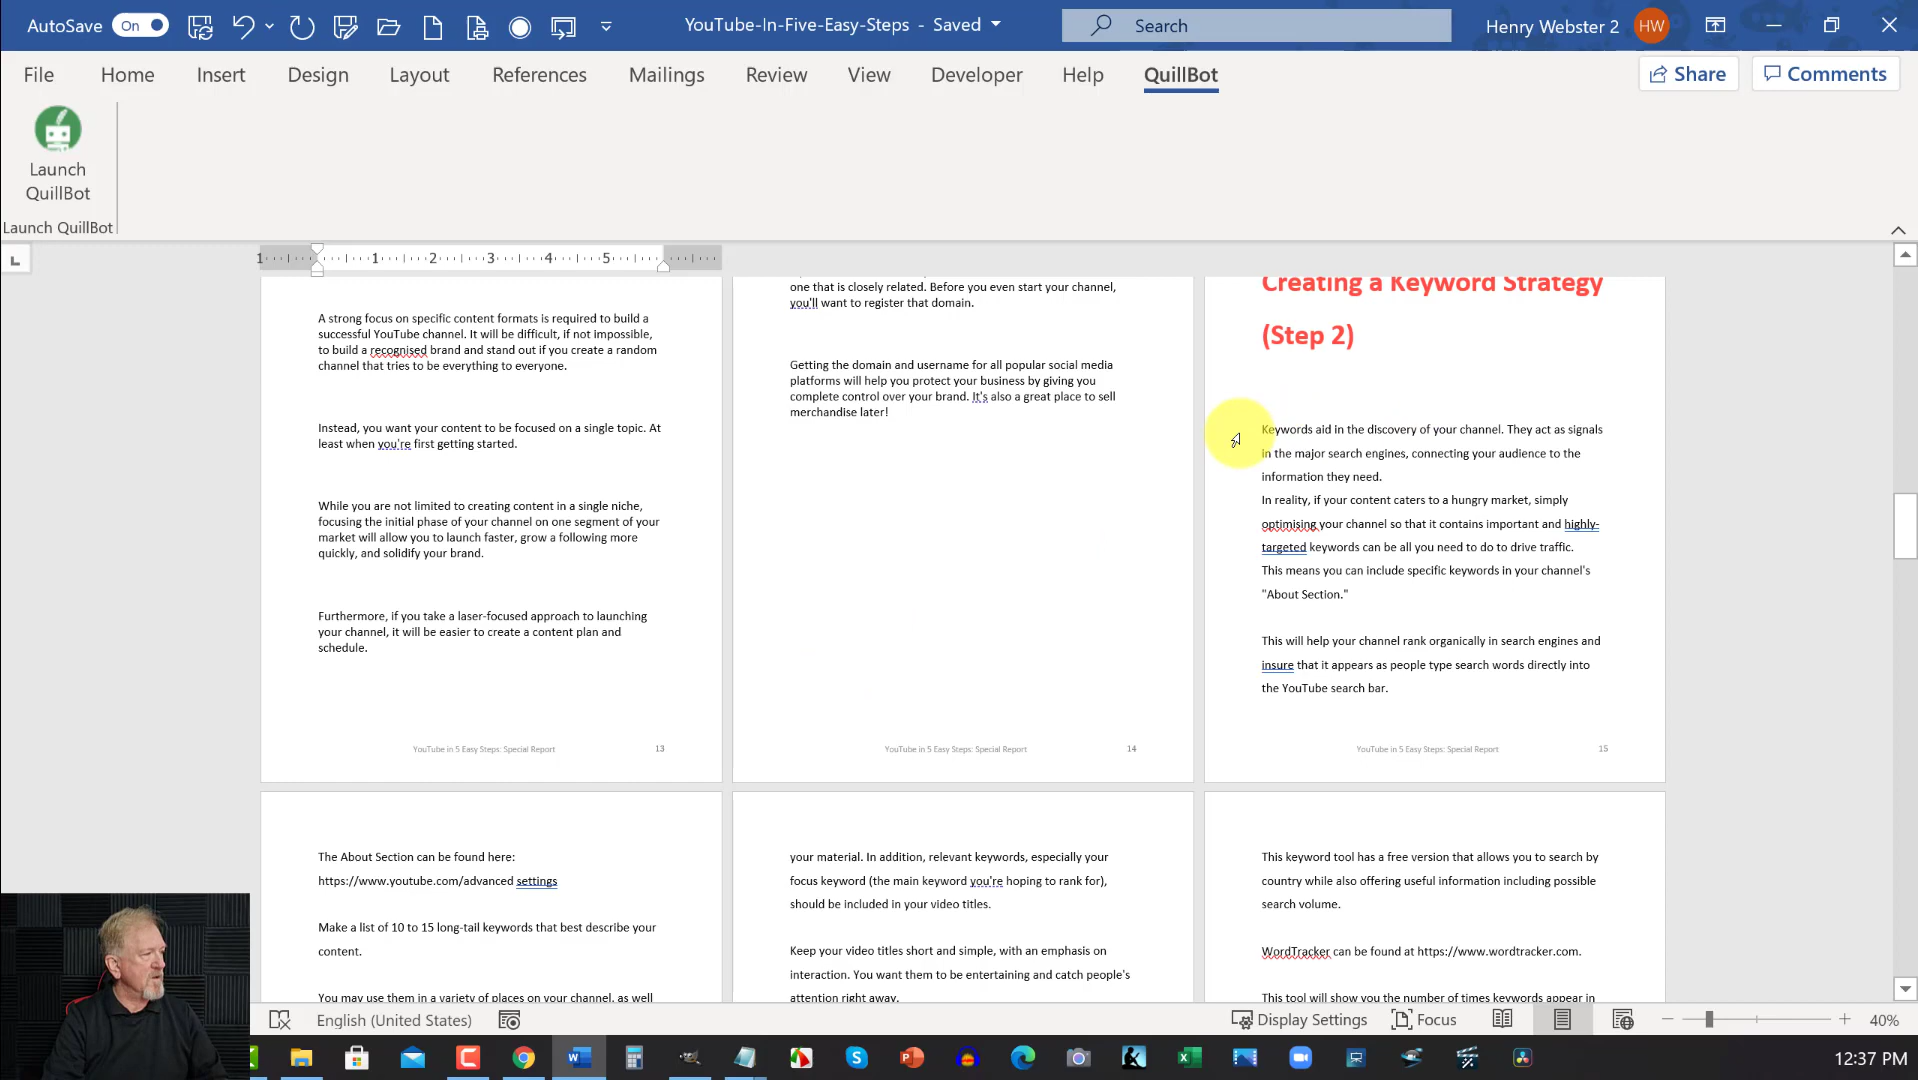 AutoSave On
YouTube-In-Five-Easy-Steps - Saved
Search
Henry Webster 2
HW
File Home Insert Design Layout References Mailings Review View Developer Help QuillBot
Share
Comments
Launch
QuillBot
Launch QuillBot
1 1 2 3 4 5
A strong focus on specific content formats is required to build a
successful YouTube channel. It will be difficult, if not impossible,
to build a recognised brand and stand out if you create a random
channel that tries to be everything to everyone.
Instead, you want your content to be focused on a single topic. At
least when you're first getting started.
While you are not limited to creating content in a single niche,
focusing the initial phase of your channel on one segment of your
market will allow you to launch faster, grow a following more
quickly, and solidify your brand.
Furthermore, if you take a laser-focused approach to launching
your channel, it will be easier to create a content plan and
schedule.
YouTube in 5 Easy Steps: Special Report 13
one that is closely related. Before you even start your channel,
you'll want to register that domain.
Getting the domain and username for all popular social media
platforms will help you protect your business by giving you
complete control over your brand. It's also a great place to sell
merchandise later!
YouTube in 5 Easy Steps: Special Report 14
Creating a Keyword Strategy
(Step 2)
Keywords aid in the discovery of your channel. They act as signals
in the major search engines, connecting your audience to the
information they need.
In reality, if your content caters to a hungry market, simply
optimising your channel so that it contains important and highly-
targeted keywords can be all you need to do to drive traffic.
This means you can include specific keywords in your channel's
"About Section."
This will help your channel rank organically in search engines and
insure that it appears as people type search words directly into
the YouTube search bar.
YouTube in 5 Easy Steps: Special Report 15
The About Section can be found here:
https://www.youtube.com/advanced settings
Make a list of 10 to 15 long-tail keywords that best describe your
content.
You may use them in a variety of places on your channel, as well
your material. In addition, relevant keywords, especially your
focus keyword (the main keyword you're hoping to rank for),
should be included in your video titles.
Keep your video titles short and simple, with an emphasis on
interaction. You want them to be entertaining and catch people's
attention right away.
This keyword tool has a free version that allows you to search by
country while also offering useful information including possible
search volume.
WordTracker can be found at https://www.wordtracker.com.
This tool will show you the number of times keywords appear in
English (United States)
Display Settings
Focus
40%
12:37 PM